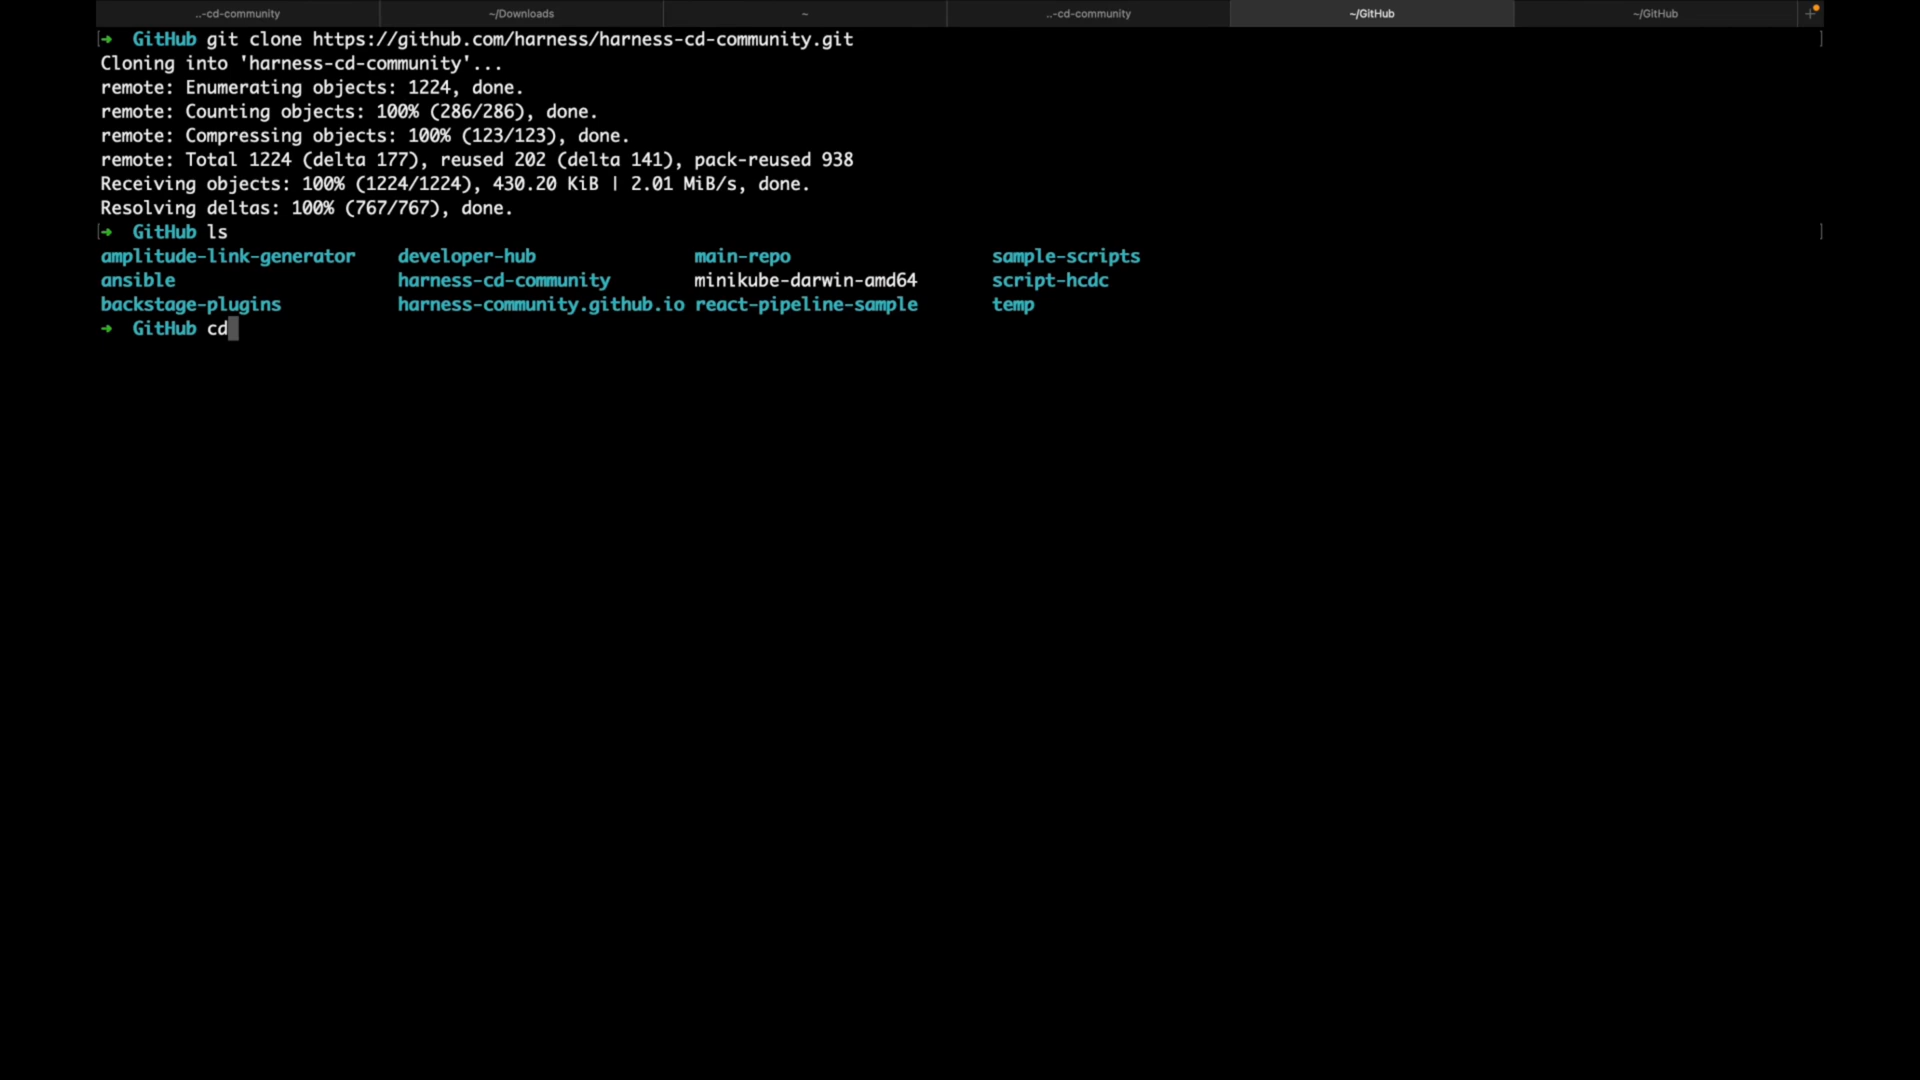 ..-cd-community ~/Downloads ~ ..-cd-community ~/GitHub ~/GitHub +
[➜ GitHub git clone https://github.com/harness/harness-cd-community.git ]
Cloning into 'harness-cd-community'...
remote: Enumerating objects: 1224, done.
remote: Counting objects: 100% (286/286), done.
remote: Compressing objects: 100% (123/123), done.
remote: Total 1224 (delta 177), reused 202 (delta 141), pack-reused 938
Receiving objects: 100% (1224/1224), 430.20 KiB | 2.01 MiB/s, done.
Resolving deltas: 100% (767/767), done.
[➜ GitHub ls ]
amplitude-link-generator developer-hub main-repo sample-scripts
ansible harness-cd-community minikube-darwin-amd64 script-hcdc
backstage-plugins harness-community.github.io react-pipeline-sample temp
➜ GitHub cd